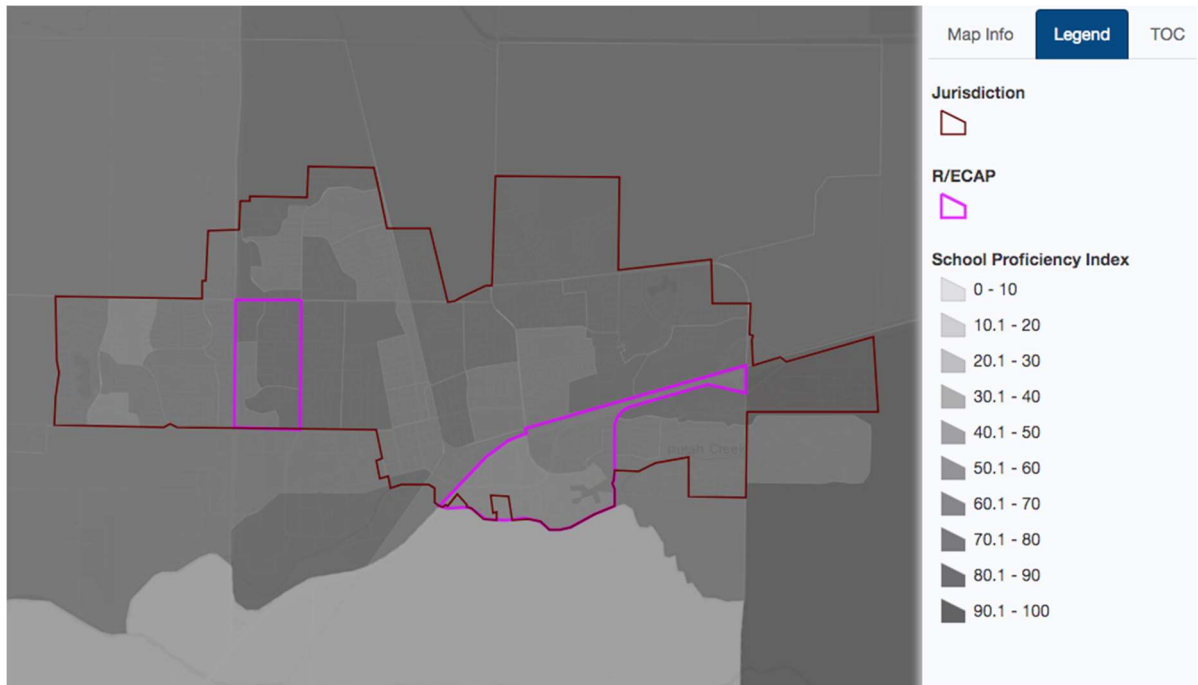 Map Info
Legend
TOC
Jurisdiction
R/ECAP
School Proficiency Index
0 - 10
10.1 - 20
20.1 - 30
30.1 - 40
40.1 - 50
50.1 - 60
60.1 - 70
70.1 - 80
80.1 - 90
90.1 - 100
Creek